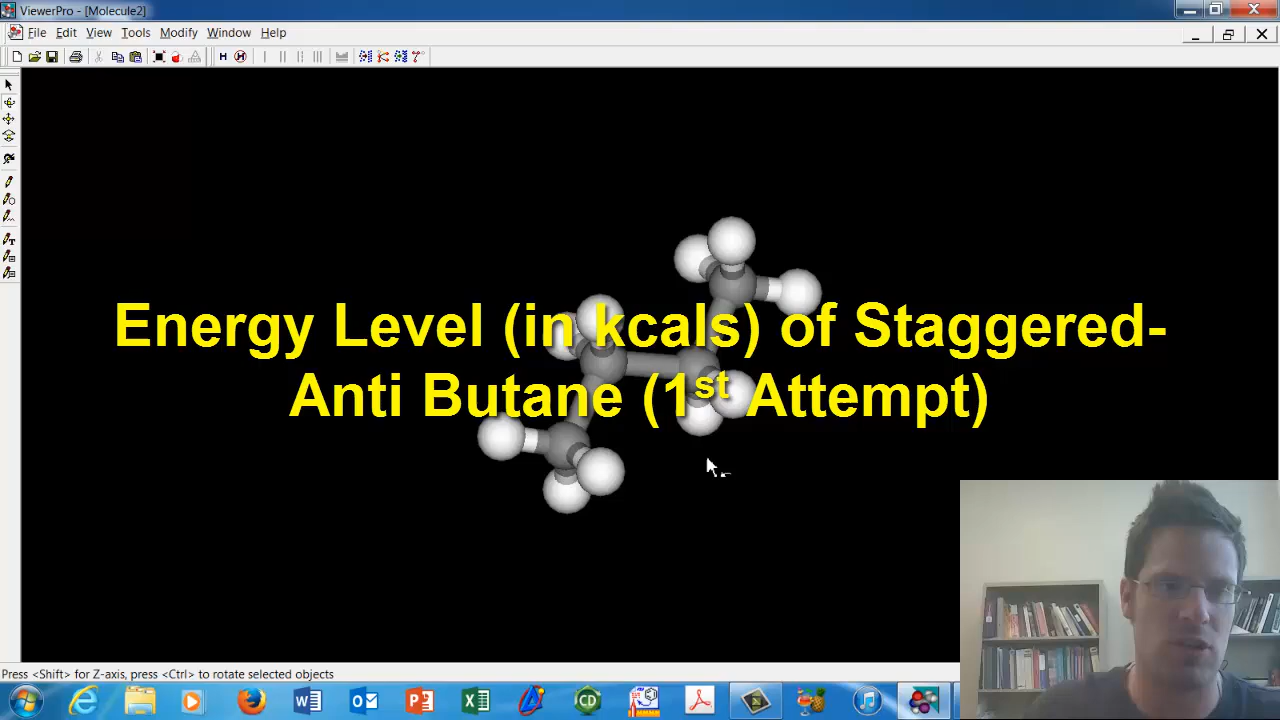 ViewerPro - [Molecule2]
File Edit View Tools Modify Window Help
Energy Level (in kcals) of Staggered-
Anti Butane (1st Attempt)
Press <Shift> for Z-axis, press <Ctrl> to rotate selected objects